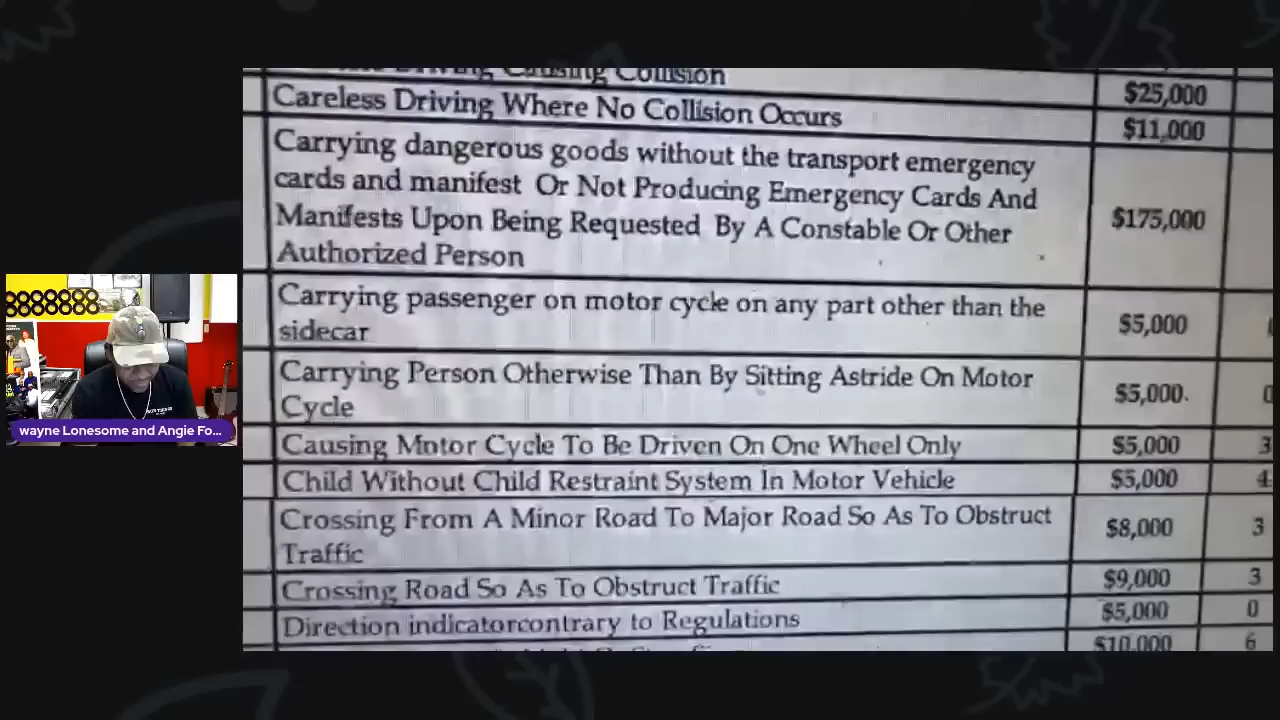 Causing Collision
$25,000
Careless Driving Where No Collision Occurs
$11,000
Carrying dangerous goods without the transport emergency
cards and manifest Or Not Producing Emergency Cards And
Manifests Upon Being Requested By A Constable Or Other
Authorized Person
$175,000
Carrying passenger on motor cycle on any part other than the
sidecar
$5,000
Carrying Person Otherwise Than By Sitting Astride On Motor
Cycle
$5,000. 0
Causing Motor Cycle To Be Driven On One Wheel Only
$5,000 3
Child Without Child Restraint System In Motor Vehicle
$5,000 4
Crossing From A Minor Road To Major Road So As To Obstruct
Traffic
$8,000 3
Crossing Road So As To Obstruct Traffic
$9,000 3
Direction indicatorcontrary to Regulations
$5,000 0
$10,000 6
wayne Lonesome and Angie Fo...